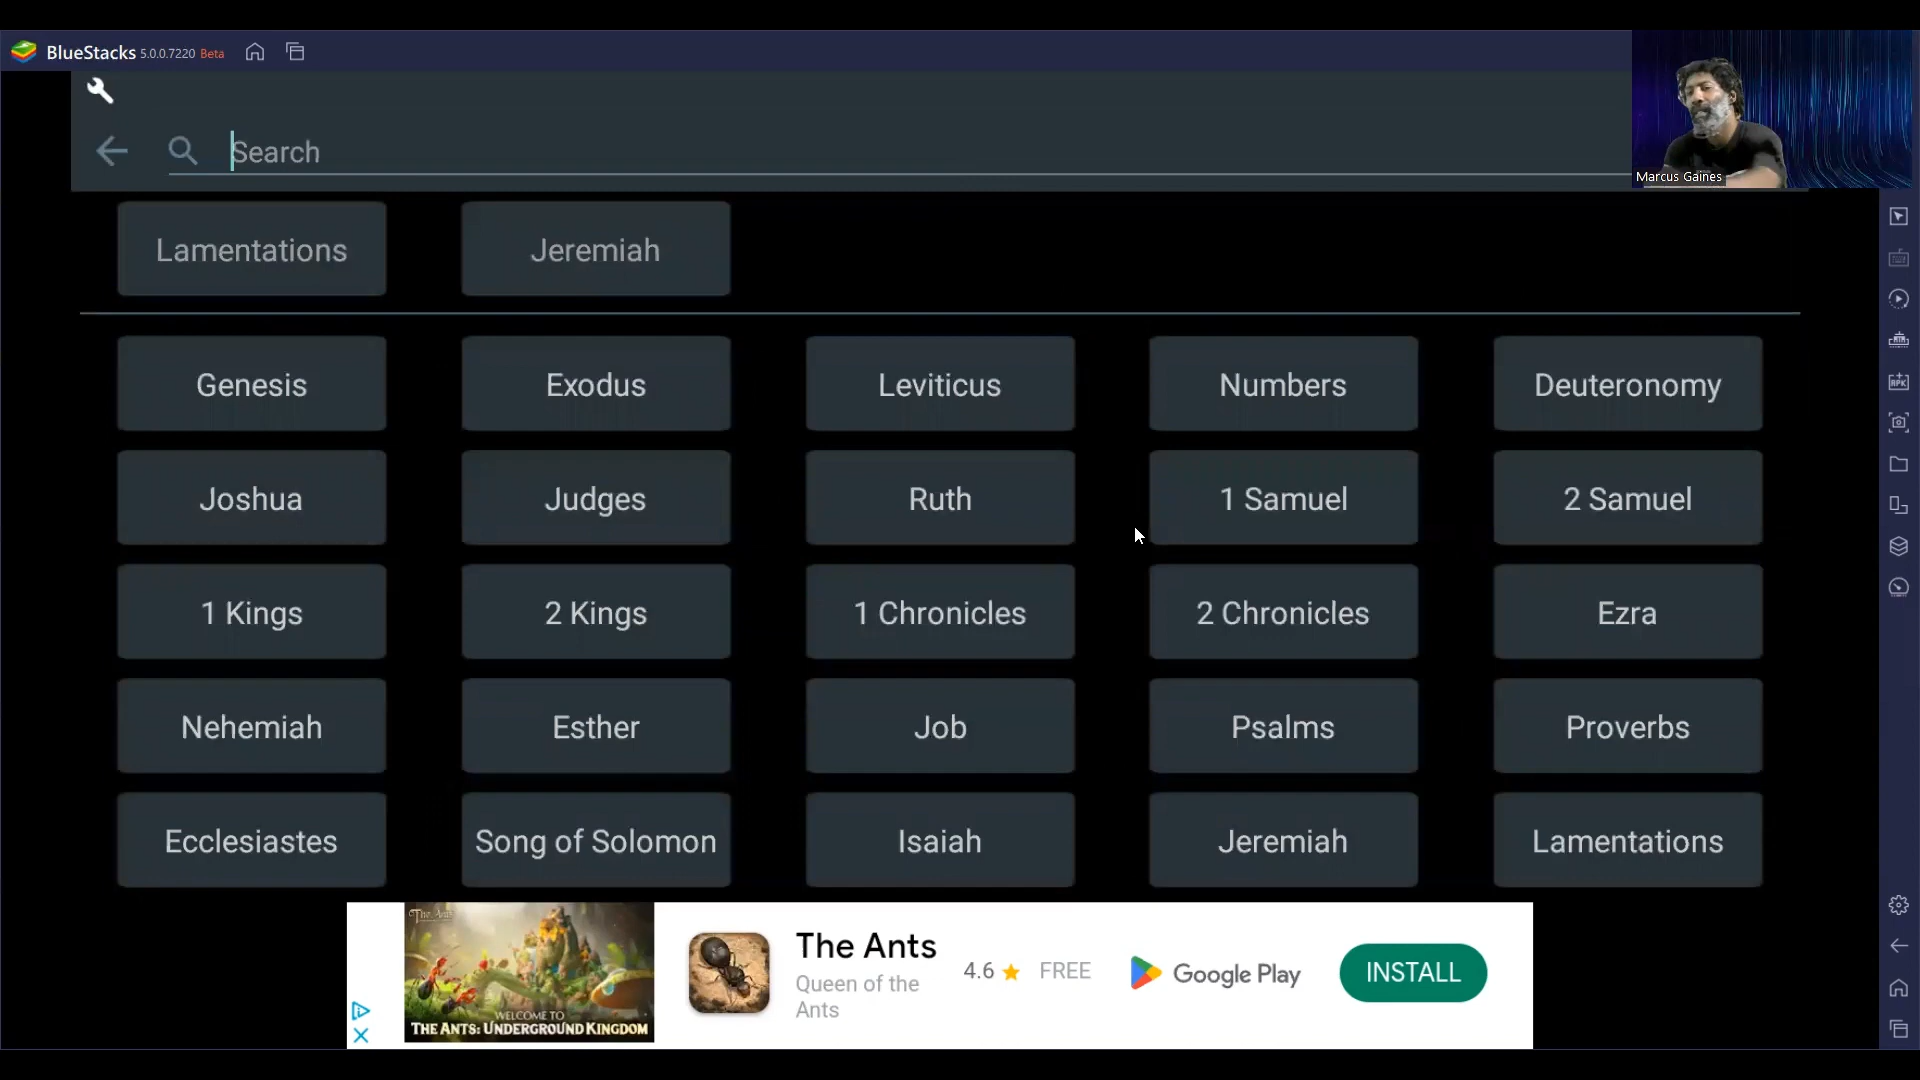 BlueStacks 5.0.0.7220 Beta
Search
Marcus Gaines
Lamentations
Jeremiah
Genesis
Exodus
Leviticus
Numbers
Deuteronomy
Joshua
Judges
Ruth
1 Samuel
2 Samuel
1 Kings
2 Kings
1 Chronicles
2 Chronicles
Ezra
Nehemiah
Esther
Job
Psalms
Proverbs
Ecclesiastes
Song of Solomon
Isaiah
Jeremiah
Lamentations
WELCOME TO
THE ANTS: UNDERGROUND KINGDOM
The Ants
Queen of the
Ants
4.6
FREE
Google Play
INSTALL